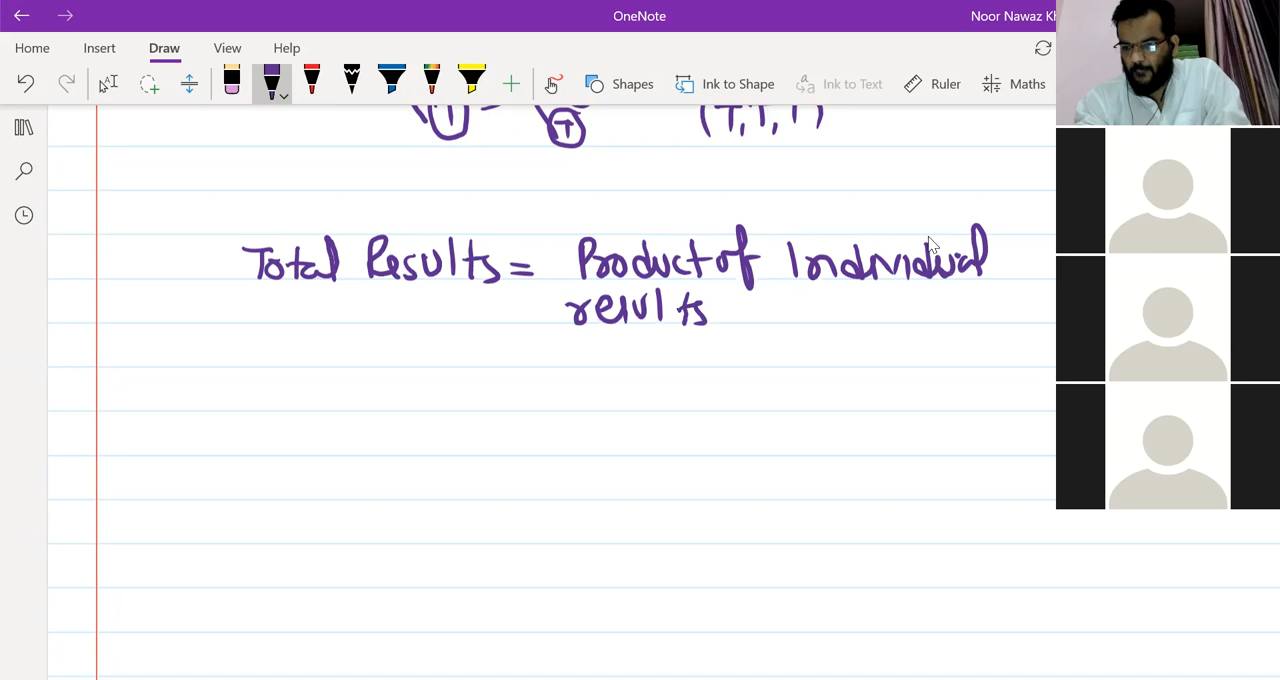 OneNote
Noor Nawaz Kh
Home Insert Draw View Help
Shapes Ink to Shape Ink to Text Ruler Maths
(T, T, T)
Total Results = Product of Individual
results